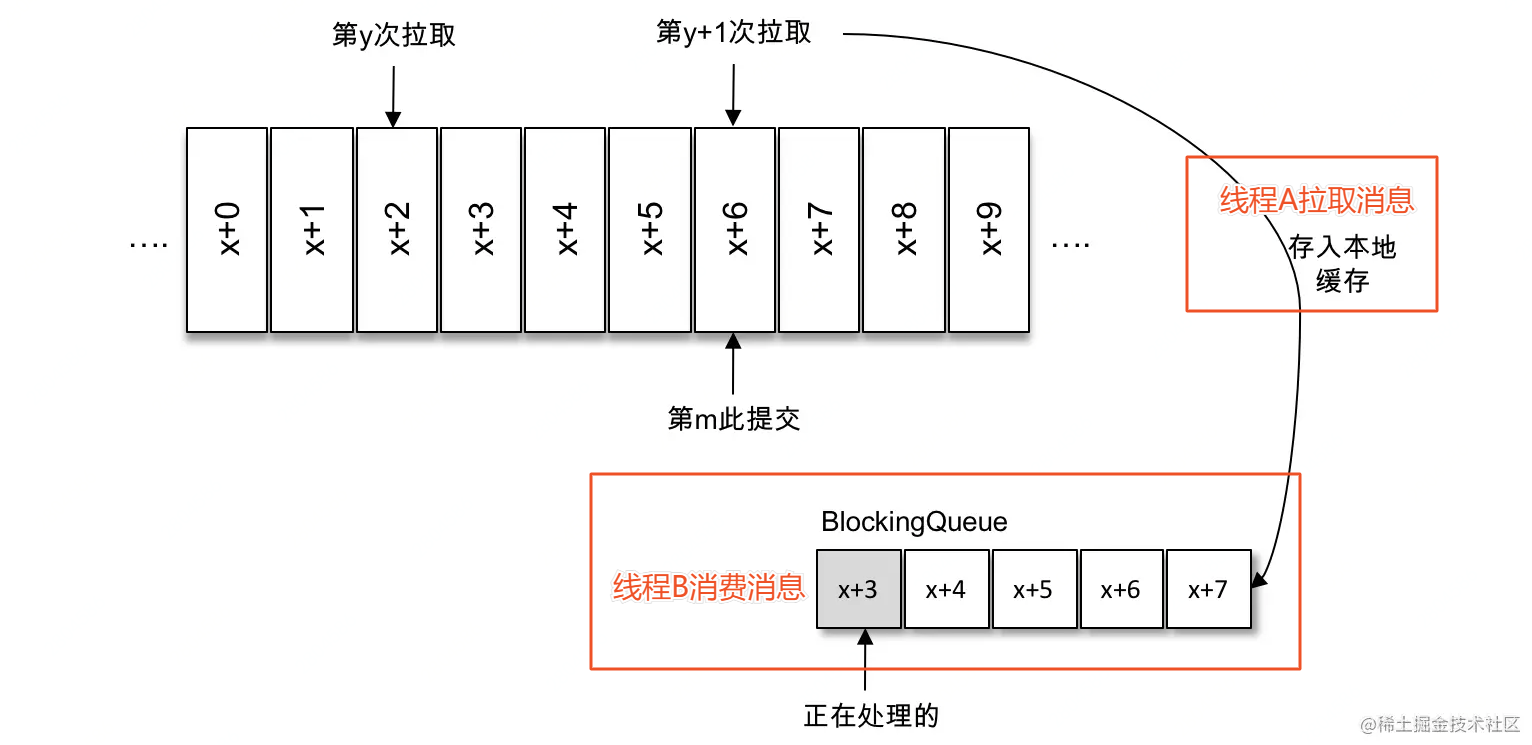 第y次拉取
第y+1次拉取
x+0
x+1
x+2
x+3
x+4
x+5
x+6
x+7
x+8
x+9
....
....
线程A拉取消息
存入本地
缓存
第m此提交
BlockingQueue
线程B消费消息
x+3
x+4
x+5
x+6
x+7
正在处理的
@稀土掘金技术社区